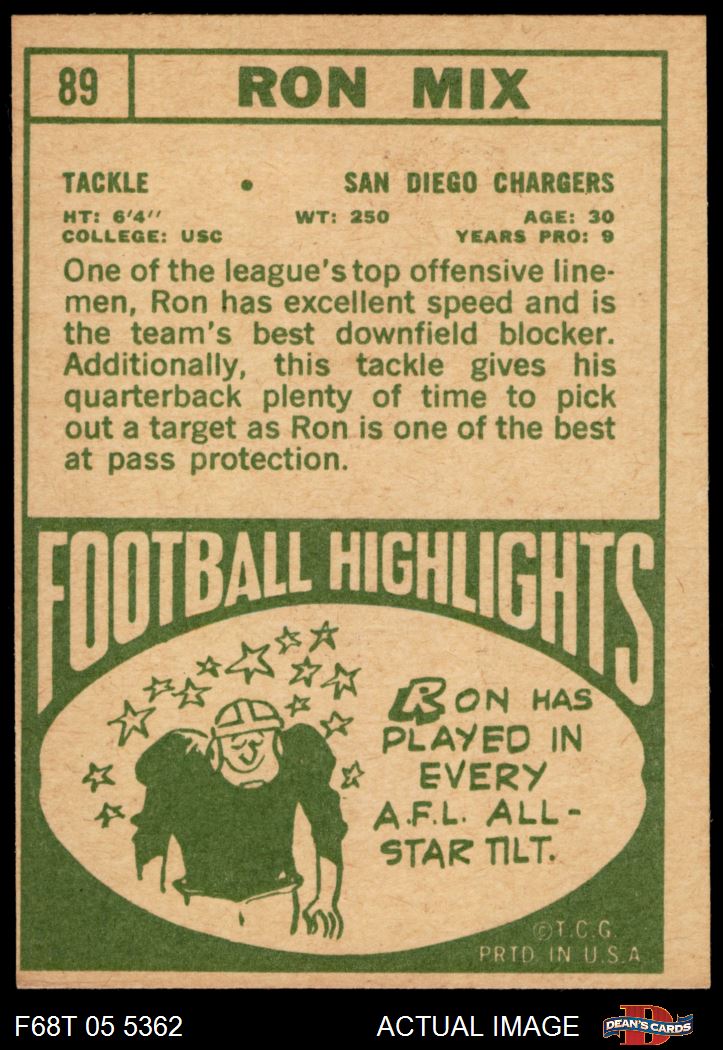 89 RON MIX
TACKLE • SAN DIEGO CHARGERS
HT: 6'4'' WT: 250 AGE: 30
COLLEGE: USC YEARS PRO: 9
One of the league's top offensive line-
men, Ron has excellent speed and is
the team's best downfield blocker.
Additionally, this tackle gives his
quarterback plenty of time to pick
out a target as Ron is one of the best
at pass protection.
FOOTBALL HIGHLIGHTS
RON HAS
PLAYED IN
EVERY
A.F.L. ALL-
STAR TILT.
©T.C.G.
PRTD IN U.S.A
F68T 05 5362 ACTUAL IMAGE D DEAN'S CARDS